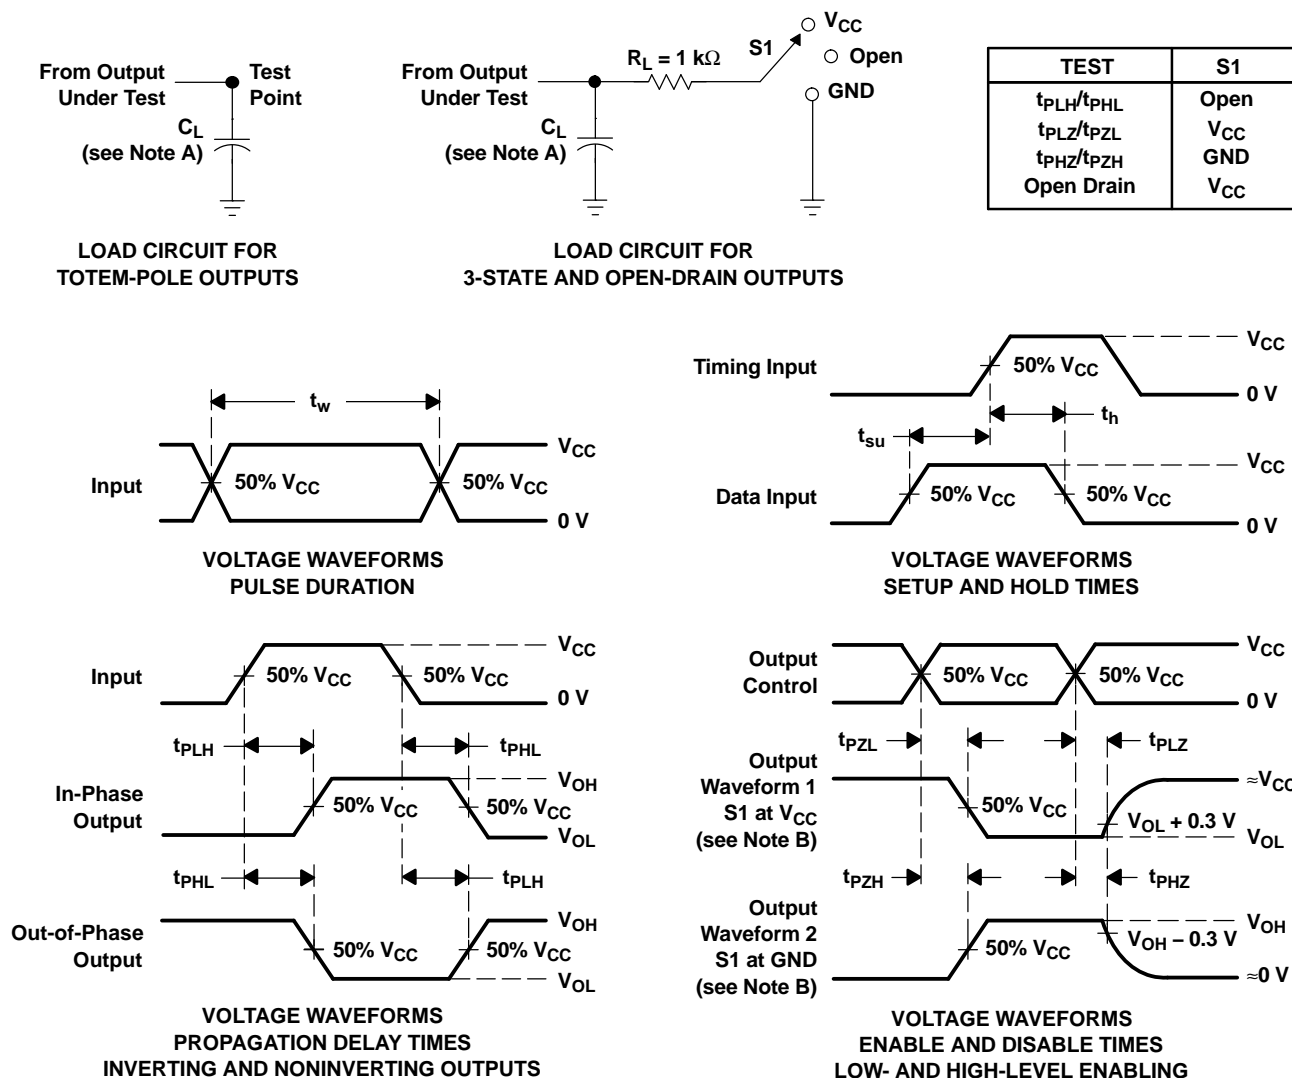 From Output
Under Test
Test
Point
CL
(see Note A)
LOAD CIRCUIT FOR
TOTEM-POLE OUTPUTS
From Output
Under Test
RL = 1 kΩ
S1
VCC
Open
GND
CL
(see Note A)
LOAD CIRCUIT FOR
3-STATE AND OPEN-DRAIN OUTPUTS
TEST S1
tPLH/tPHL Open
tPLZ/tPZL VCC
tPHZ/tPZH GND
Open Drain VCC
tw
Input
50% VCC
50% VCC
VCC
0 V
VOLTAGE WAVEFORMS
PULSE DURATION
Timing Input
50% VCC
VCC
0 V
tsu
th
Data Input
50% VCC
50% VCC
VCC
0 V
VOLTAGE WAVEFORMS
SETUP AND HOLD TIMES
Input
50% VCC
50% VCC
VCC
0 V
tPLH
tPHL
In-Phase
Output
50% VCC
50% VCC
VOH
VOL
tPHL
tPLH
Out-of-Phase
Output
50% VCC
50% VCC
VOH
VOL
VOLTAGE WAVEFORMS
PROPAGATION DELAY TIMES
INVERTING AND NONINVERTING OUTPUTS
Output
Control
50% VCC
50% VCC
VCC
0 V
tPZL
tPLZ
Output
Waveform 1
S1 at VCC
(see Note B)
50% VCC
≈VCC
VOL + 0.3 V
VOL
tPZH
tPHZ
Output
Waveform 2
S1 at GND
(see Note B)
50% VCC
VOH
VOH − 0.3 V
≈0 V
VOLTAGE WAVEFORMS
ENABLE AND DISABLE TIMES
LOW- AND HIGH-LEVEL ENABLING